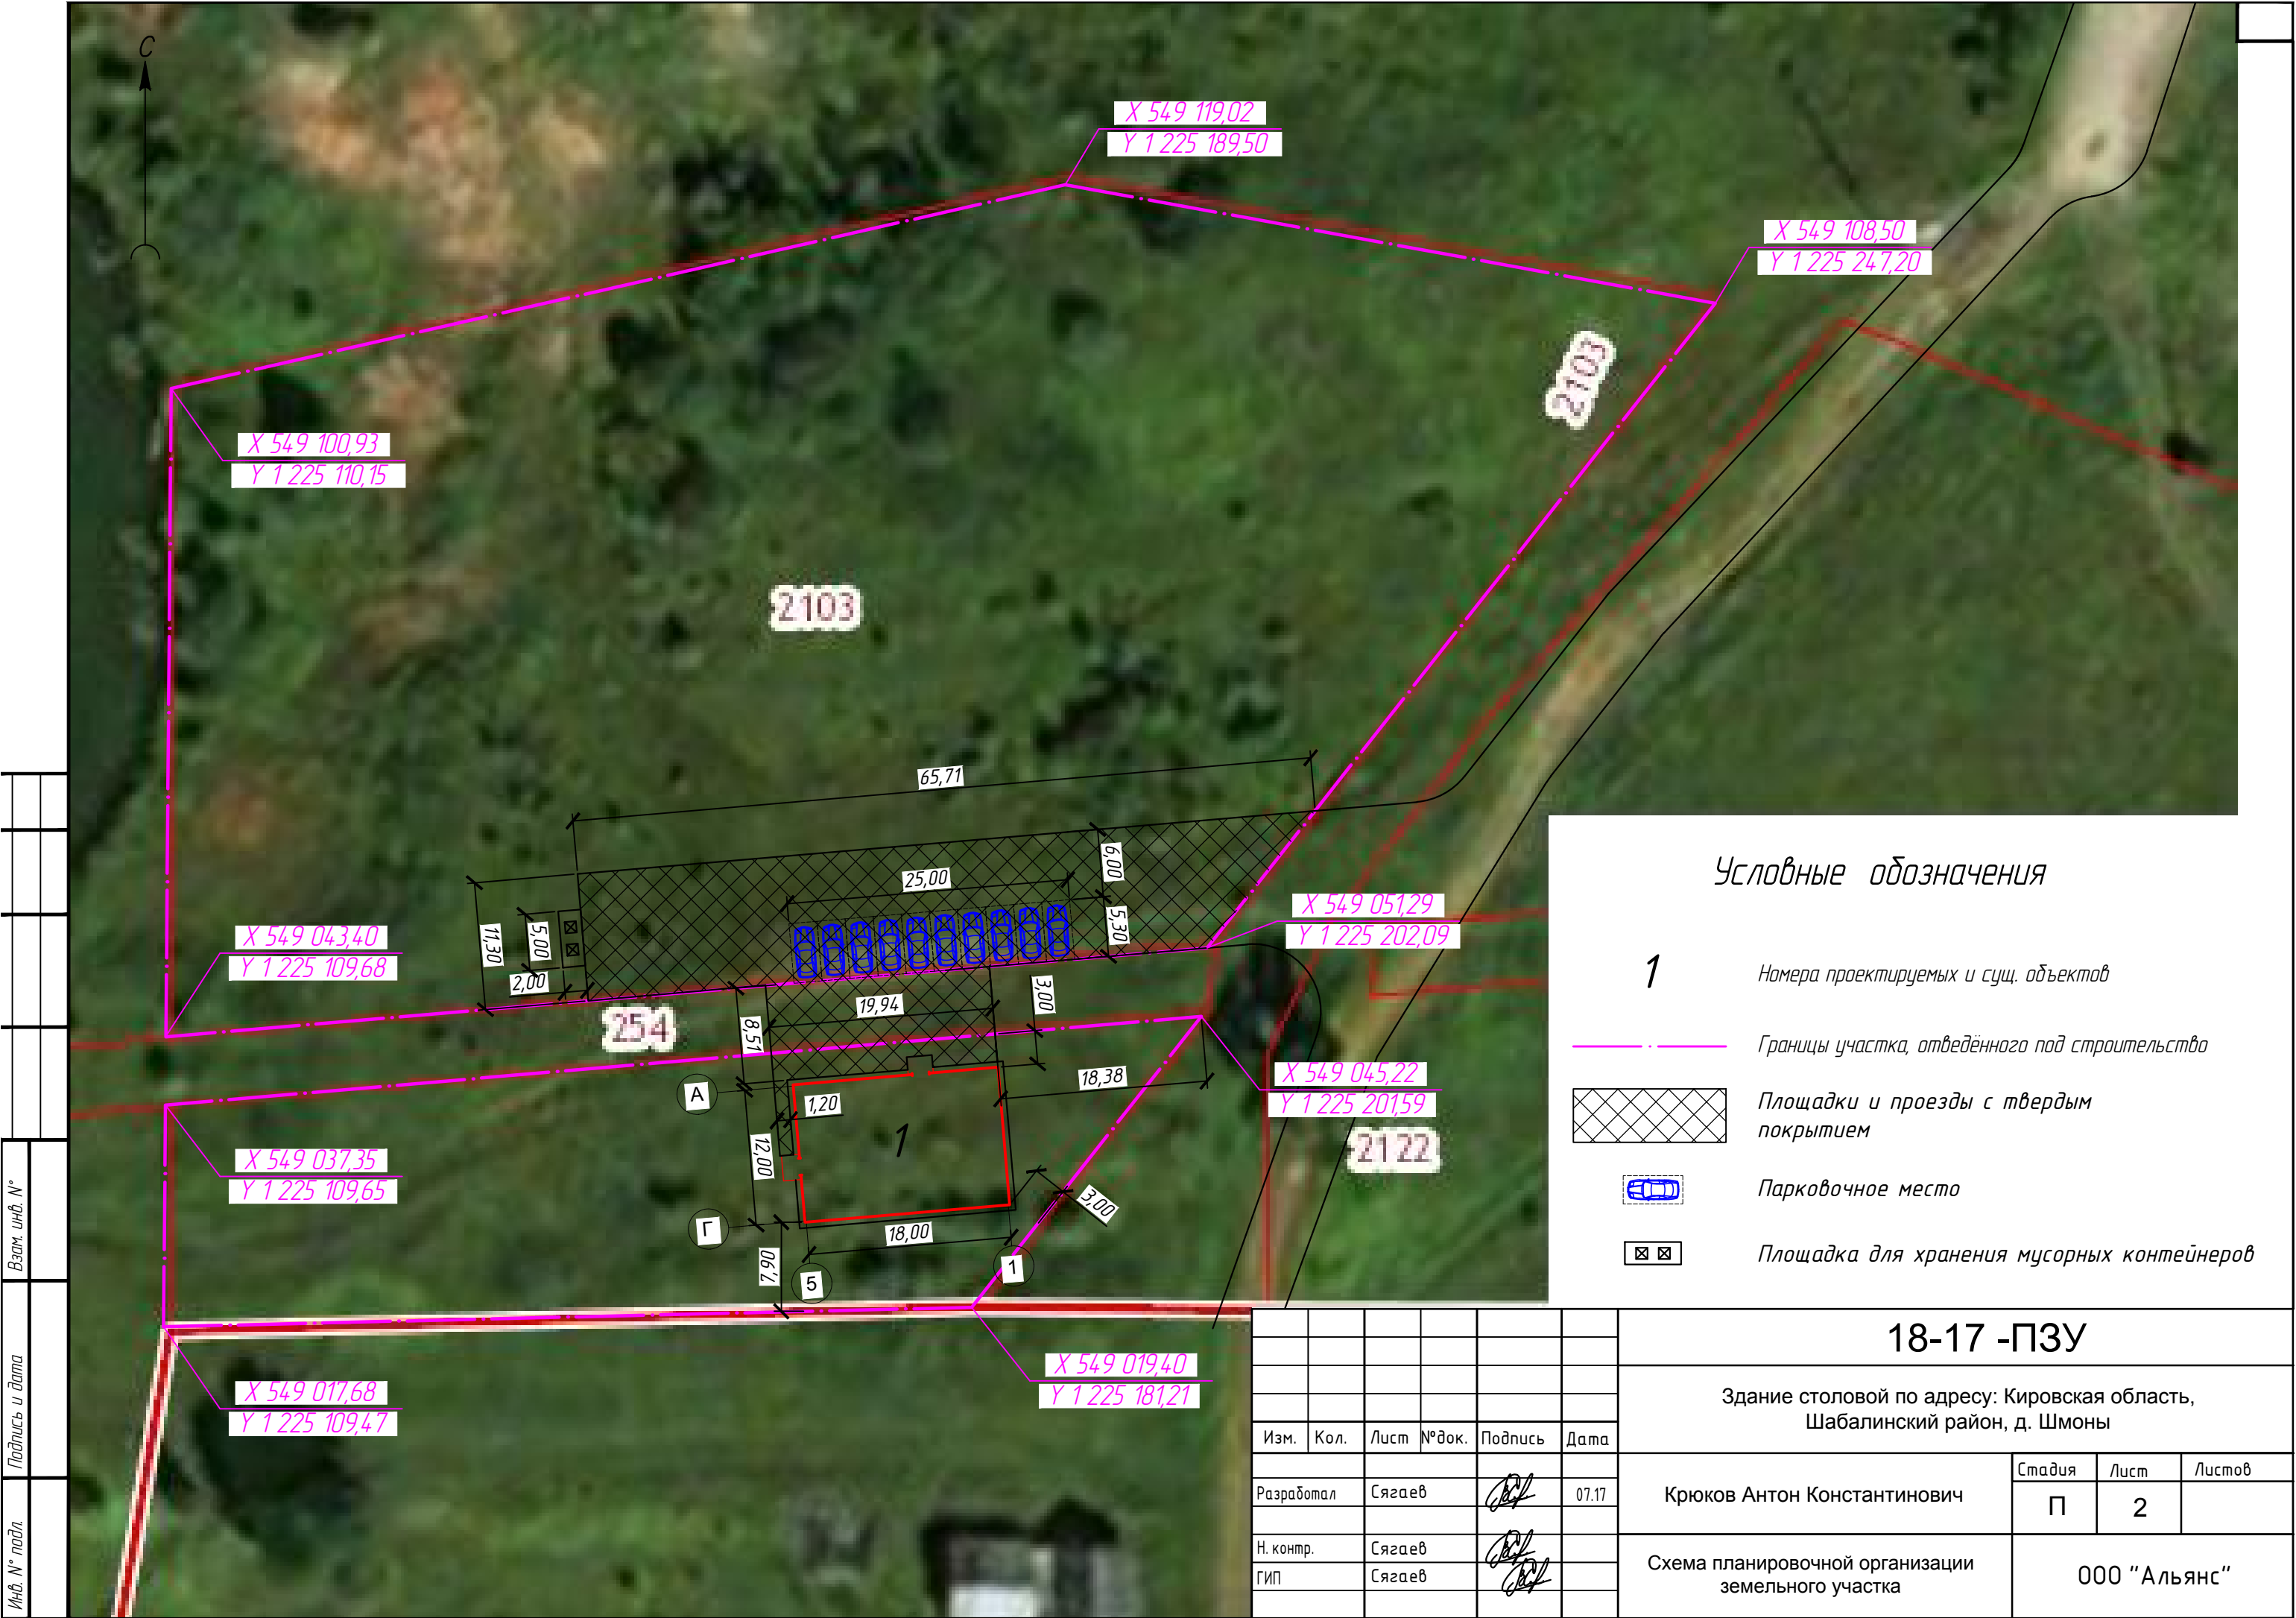 С
X 549 119,02
Y 1 225 189,50
X 549 108,50
Y 1 225 247,20
2103
X 549 100,93
Y 1 225 110,15
2103
65,71
6,00
25,00
5,30
X 549 051,29
Y 1 225 202,09
11,30
5,00
2,00
X 549 043,40
Y 1 225 109,68
254
19,94
3,00
8,51
18,38
X 549 045,22
Y 1 225 201,59
А
1,20
1
12,00
2122
X 549 037,35
Y 1 225 109,65
3,00
Г
18,00
7,90
5
1
X 549 019,40
Y 1 225 181,21
X 549 017,68
Y 1 225 109,47
Условные обозначения
1
Номера проектируемых и сущ. объектов
Границы участка, отведённого под строительство
Площадки и проезды с твердым
покрытием
Парковочное место
Площадка для хранения мусорных контейнеров
Взам. инв. N°
Подпись и дата
Инв. N° подл.
18-17 -ПЗУ
Здание столовой по адресу: Кировская область,
Шабалинский район, д. Шмоны
Изм. Кол. Лист N°док. Подпись Дата
Разработал Сягаев 07.17
Н. контр. Сягаев
ГИП Сягаев
Крюков Антон Константинович
Стадия Лист Листов
П 2
Схема планировочной организации
земельного участка
ООО "Альянс"